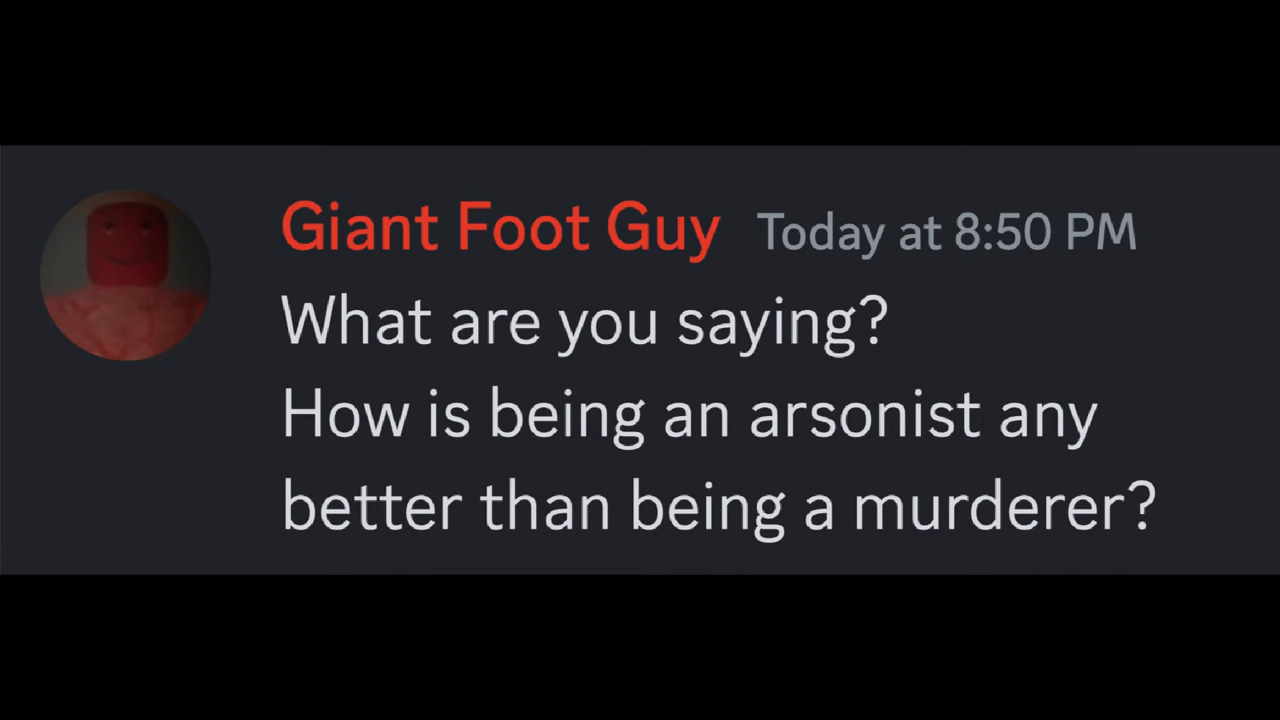 Giant Foot Guy Today at 8:50 PM
What are you saying?
How is being an arsonist any
better than being a murderer?